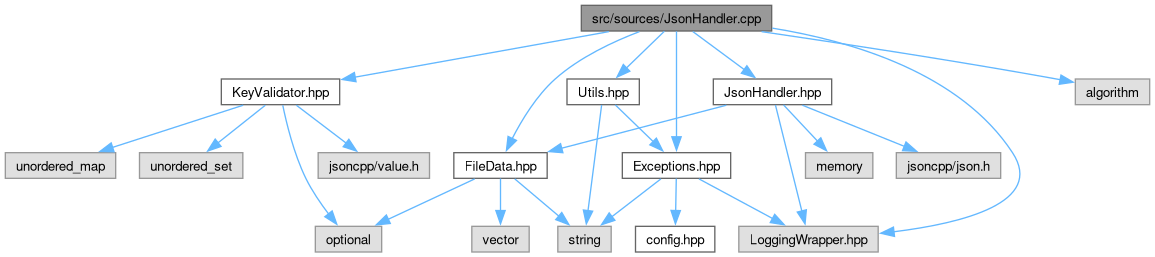 src/sources/JsonHandler.cpp
KeyValidator.hpp
Utils.hpp
JsonHandler.hpp
algorithm
unordered_map
unordered_set
jsoncpp/value.h
FileData.hpp
Exceptions.hpp
memory
jsoncpp/json.h
optional
vector
string
config.hpp
LoggingWrapper.hpp